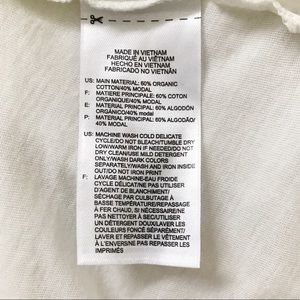 MADE IN VIETNAM
FABRIQUÉ AU VIÊTNAM
HECHO EN VIETNAM
FABRICADO NO VIETNÃN
US: MAIN MATERIAL: 60% ORGANIC
COTTON/40% MODAL
F: MATIERE PRINCIPALE: 60% COTON
ORGANIQUE/40% MODAL
E: MATERIAL PRINCIPAL: 60% ALGODÓN
ORGÁNICO/40% modal
P: MATERIAL PRINCIPAL: 60% ALGODÃO/
40% MODAL
US: MACHINE WASH COLD DELICATE
CYCLE/DO NOT BLEACH/TUMBLE DRY
LOW/WARM IRON IF NEEDED/DO NOT
DRY CLEAN/USE MILD DETERGENT
ONLY/WASH DARK COLORS
SEPARATELY/WASH AND IRON INSIDE
OUT/DO NOT IRON PRINT
F: LAVAGE MACHINE-EAU FROIDE
CYCLE DÉLICAT/NE PAS UTILISER
D'AGENT DE BLANCHIMENT/
SÉCHAGE PAR CULBUTAGE À
BASSE TEMPÉRATURE/REPASSAGE
À FER CHAUD, SI NÉCESSAIRE/NE
PAS NETTOYER À SEC/UTILISER
UN DÉTERGENT DOUX/LAVER LES
COULEURS FONCÉ SÉPARÉMENT/
LAVER ET REPASSER LE VÊTEMENT
À L'ENVERS/NE PAS REPASSER LES
IMPRIMÉ